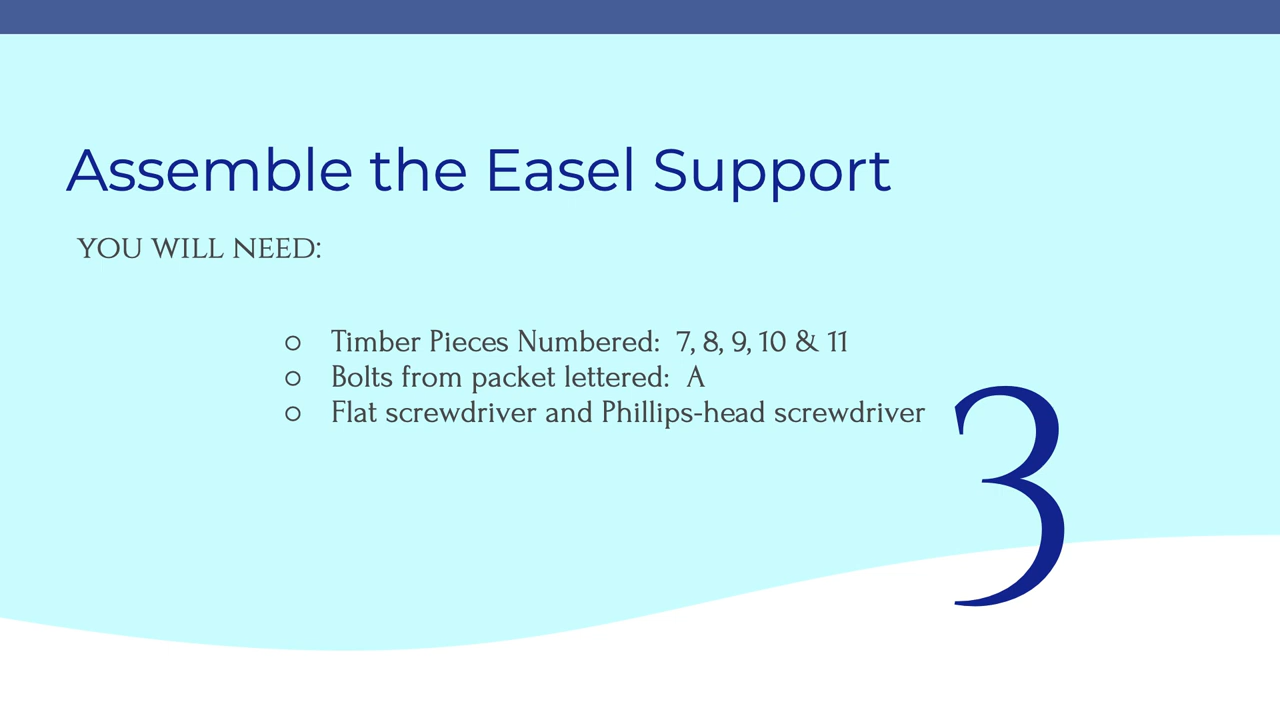 Assemble the Easel Support
YOU WILL NEED:
○ Timber Pieces Numbered: 7, 8, 9, 10 & 11
○ Bolts from packet lettered: A
○ Flat screwdriver and Phillips-head screwdriver
3